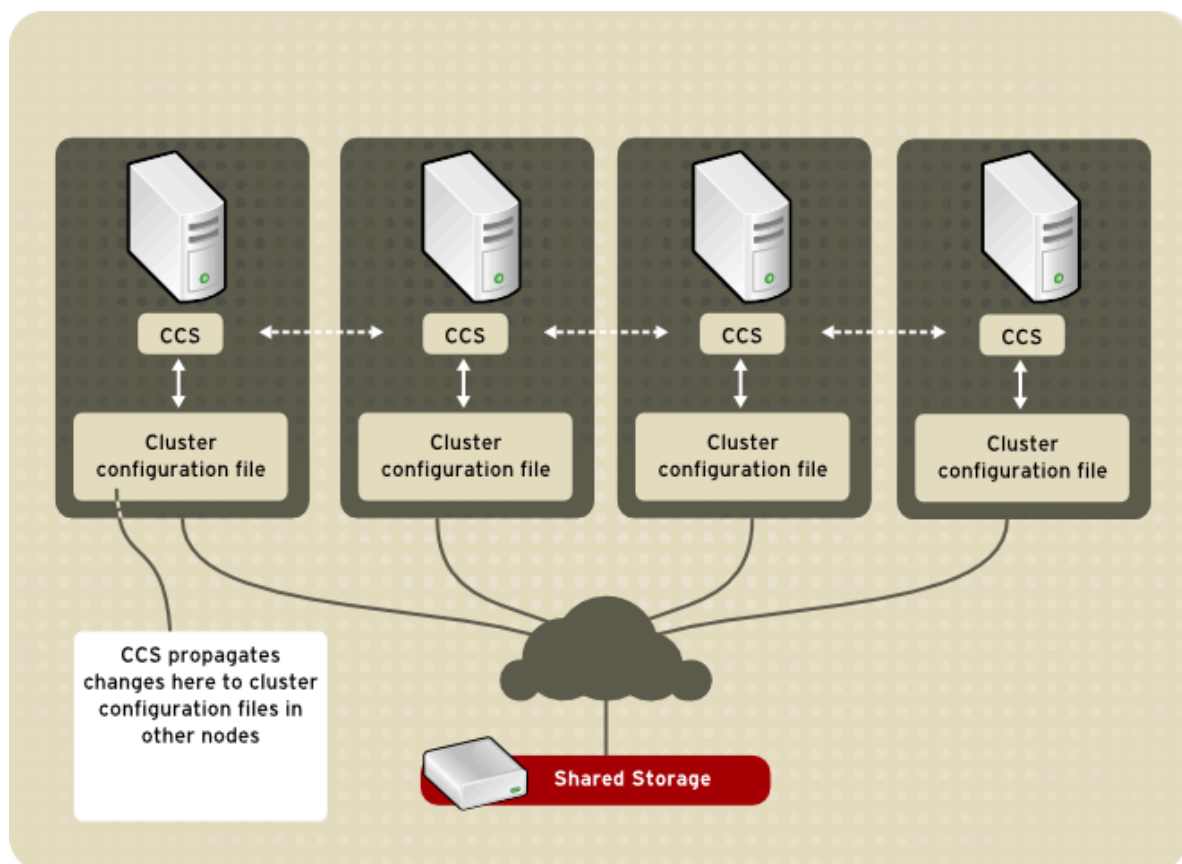 CCS
CCS
CCS
CCS
Cluster
configuration file
Cluster
configuration file
Cluster
configuration file
Cluster
configuration file
CCS propagates
changes here to cluster
configuration files in
other nodes
Shared Storage